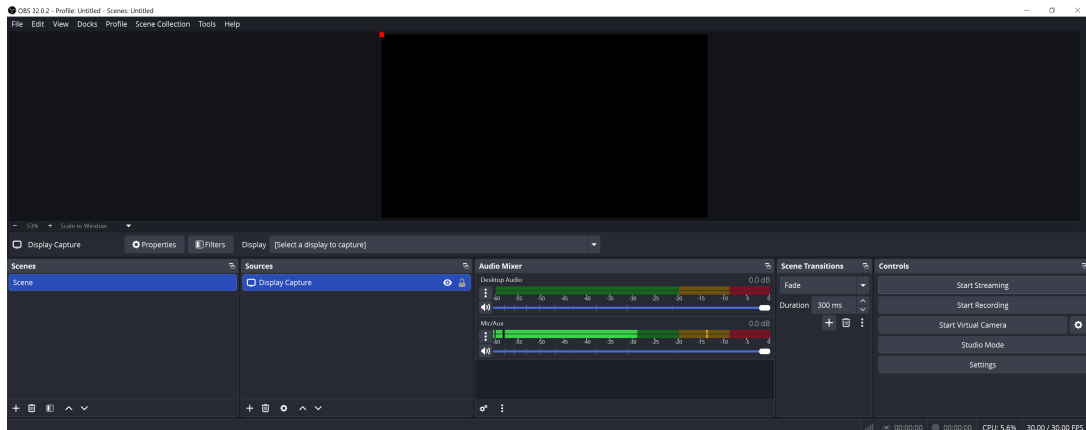 OBS 32.0.2 - Profile: Untitled - Scenes: Untitled
File Edit View Docks Profile Scene Collection Tools Help
- 53% + Scale to Window
Display Capture Properties Filters Display [Select a display to capture]
Scenes
Scene
Sources
Display Capture
Audio Mixer
Desktop Audio 0.0 dB
-60 -55 -50 -45 -40 -35 -30 -25 -20 -15 -10 -5 0
Mic/Aux 0.0 dB
-60 -55 -50 -45 -40 -35 -30 -25 -20 -15 -10 -5 0
Scene Transitions
Fade
Duration 300 ms
Controls
Start Streaming
Start Recording
Start Virtual Camera
Studio Mode
Settings
00:00:00 00:00:00 CPU: 5.6% 30.00 / 30.00 FPS